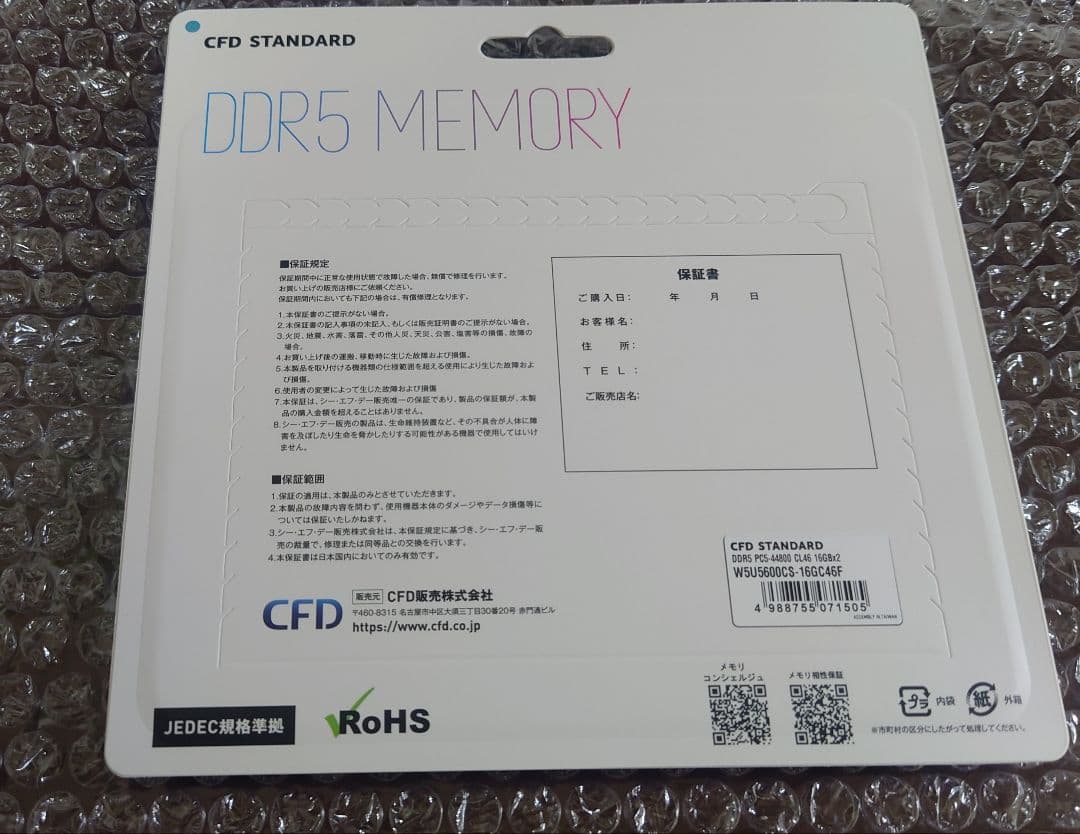 CFD STANDARD
DDR5 MEMORY
■保証規定
保証期間中に正常な使用状態で故障した場合、無償で修理を行います。
お買い上げの販売店様にご依頼ください。
保証期間内においても下記の場合は、有償修理となります。
1.本保証書のご提示がない場合。
2.本保証書の記入事項の未記入、もしくは販売証明書のご提示がない場合。
3.火災、地震、水害、落雷、その他人災、天災、公害、塩害等の損傷、故障の
場合。
4.お買い上げ後の運搬、移動時に生じた故障および損傷。
5.本製品を取り付ける機器類の仕様範囲を超える使用により生じた故障およ
び損傷。
6.使用者の変更によって生じた故障および損傷
7.本保証は、シー・エフ・デー販売唯一の保証であり、製品の保証額が、本製
品の購入金額を超えることはありません。
8.シー・エフ・デー販売の製品は、生命維持装置など、その不具合が人体に障
害を及ぼしたり生命を脅かしたりする可能性がある機器で使用してはいけ
ません。
■保証範囲
1.保証の適用は、本製品のみとさせていただきます。
2.本製品の故障内容を問わず、使用機器本体のダメージやデータ損傷等に
ついては保証いたしかねます。
3.シー・エフ・デー販売株式会社は、本保証規定に基づき、シー・エフ・デー販
売の裁量で、修理または同等品との交換を行います。
4.本保証書は日本国内においてのみ有効です。
保証書
ご購入日: 年 月 日
お客様名:
住 所:
TEL:
ご販売店名:
CFD STANDARD
DDR5 PC5-44800 CL46 16GBx2
W5U5600CS-16GC46F
4 988755 071505
ASSEMBLY IN TAIWAN
CFD
販売元 CFD販売株式会社
〒460-8315 名古屋市中区大須三丁目30番20号 赤門通ビル
https://www.cfd.co.jp
JEDEC規格準拠
RoHS
メモリ
コンシェルジュ
メモリ相性保証
プラ 内袋 紙 外箱
※市町村の区分にしたがって処理してください。